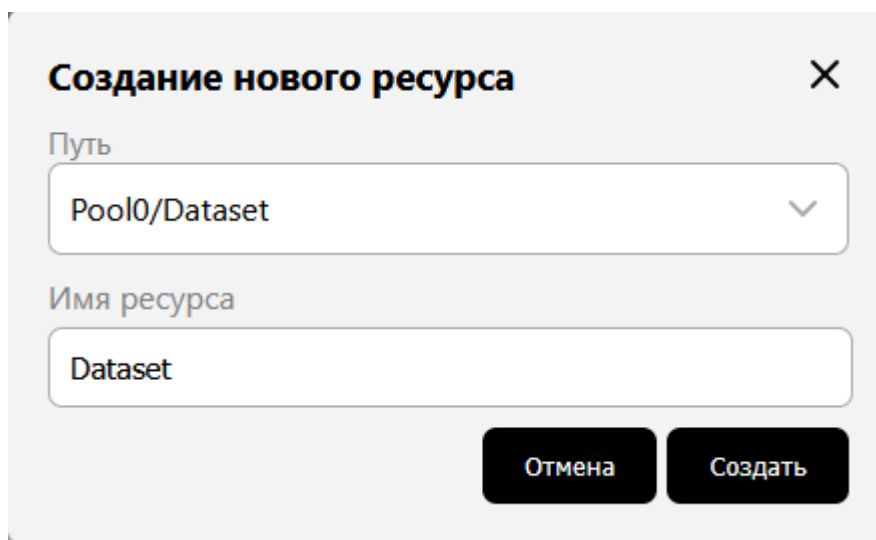 Создание нового ресурса
Путь
Pool0/Dataset
Имя ресурса
Dataset
Отмена Создать